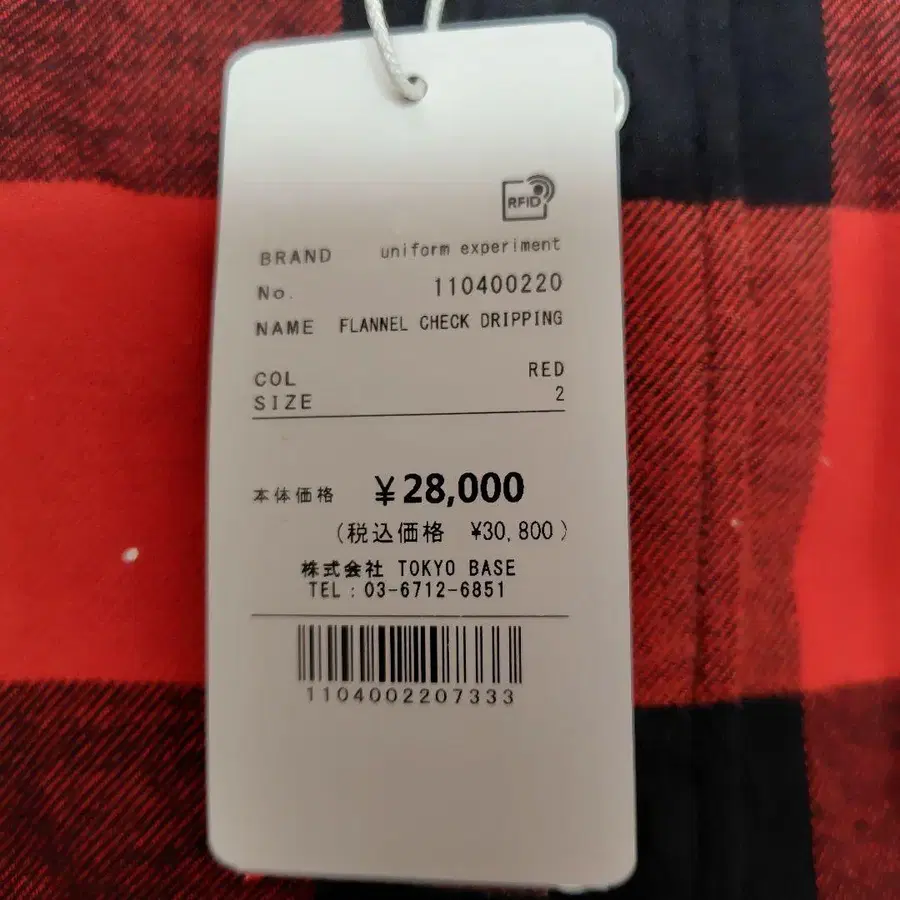 RFID
BRAND uniform experiment
No. 110400220
NAME FLANNEL CHECK DRIPPING
COL RED
SIZE 2
本体価格 ¥28,000
(税込価格 ¥30,800)
株式会社 TOKYO BASE
TEL : 03-6712-6851
1104002207333